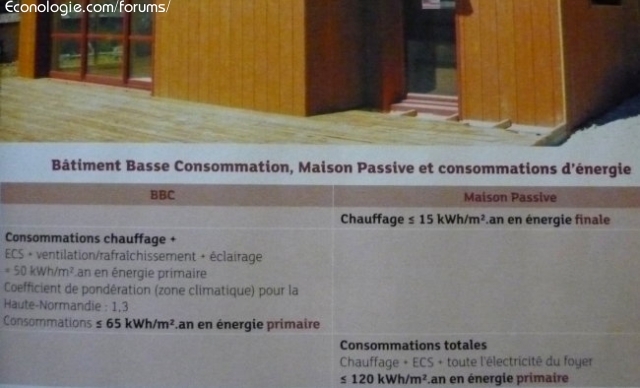 Econologie.com/forums/
Bâtiment Basse Consommation, Maison Passive et consommations d'énergie
BBC
Maison Passive
Chauffage ≤ 15 kWh/m².an en énergie finale
Consommations chauffage +
ECS + ventilation/rafraîchissement + éclairage
= 50 kWh/m².an en énergie primaire
Coefficient de pondération (zone climatique) pour la
Haute-Normandie : 1,3
Consommations ≤ 65 kWh/m².an en énergie primaire
Consommations totales
Chauffage + ECS + toute l'électricité du foyer
≤ 120 kWh/m².an en énergie primaire